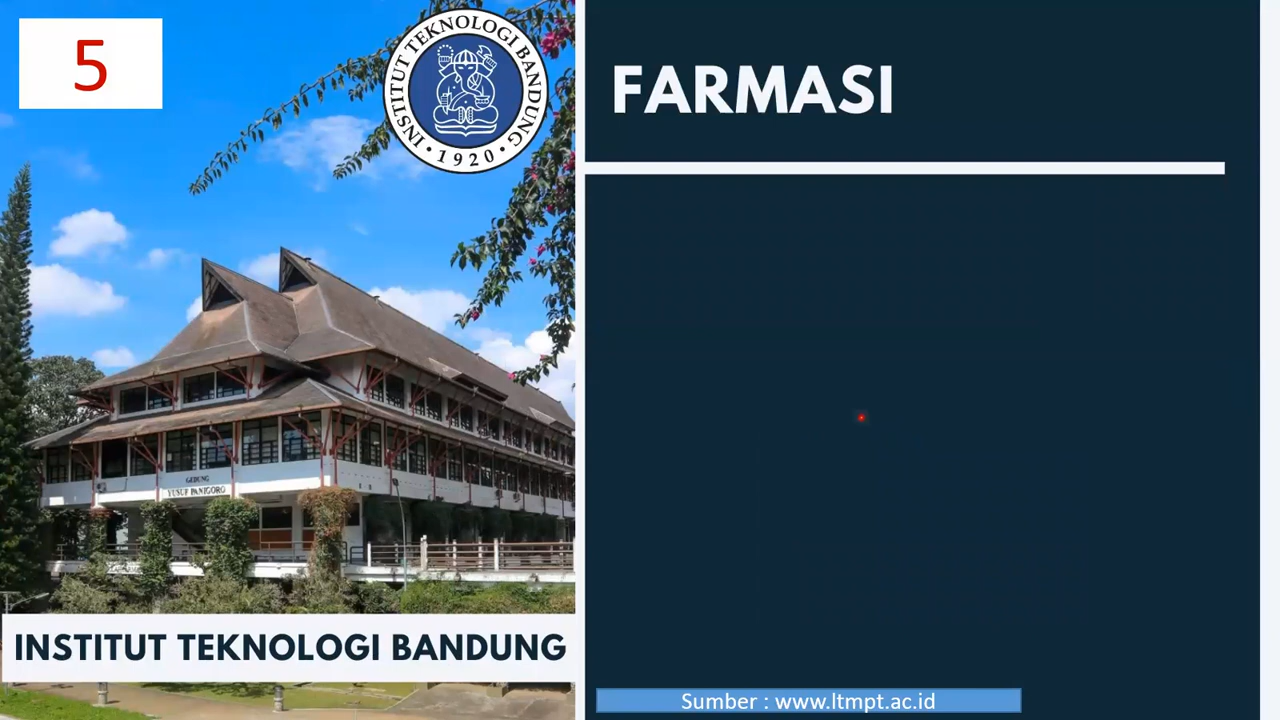 5
INSTITUT TEKNOLOGI BANDUNG
• 1920 •
GEDUNG
YUSUF PANIGORO
INSTITUT TEKNOLOGI BANDUNG
FARMASI
Sumber : www.ltmpt.ac.id